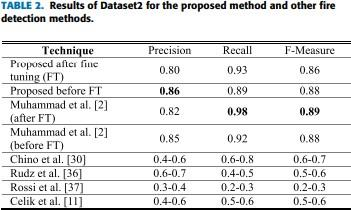 TABLE 2. Results of Dataset2 for the proposed method and other fire
detection methods.
Technique Precision Recall F-Measure
Proposed after fine
tuning (FT) 0.80 0.93 0.86
Proposed before FT 0.86 0.89 0.88
Muhammad et al. [2]
(after FT) 0.82 0.98 0.89
Muhammad et al. [2]
(before FT) 0.85 0.92 0.88
Chino et al. [30] 0.4-0.6 0.6-0.8 0.6-0.7
Rudz et al. [36] 0.6-0.7 0.4-0.5 0.5-0.6
Rossi et al. [37] 0.3-0.4 0.2-0.3 0.2-0.3
Celik et al. [11] 0.4-0.6 0.5-0.6 0.5-0.6